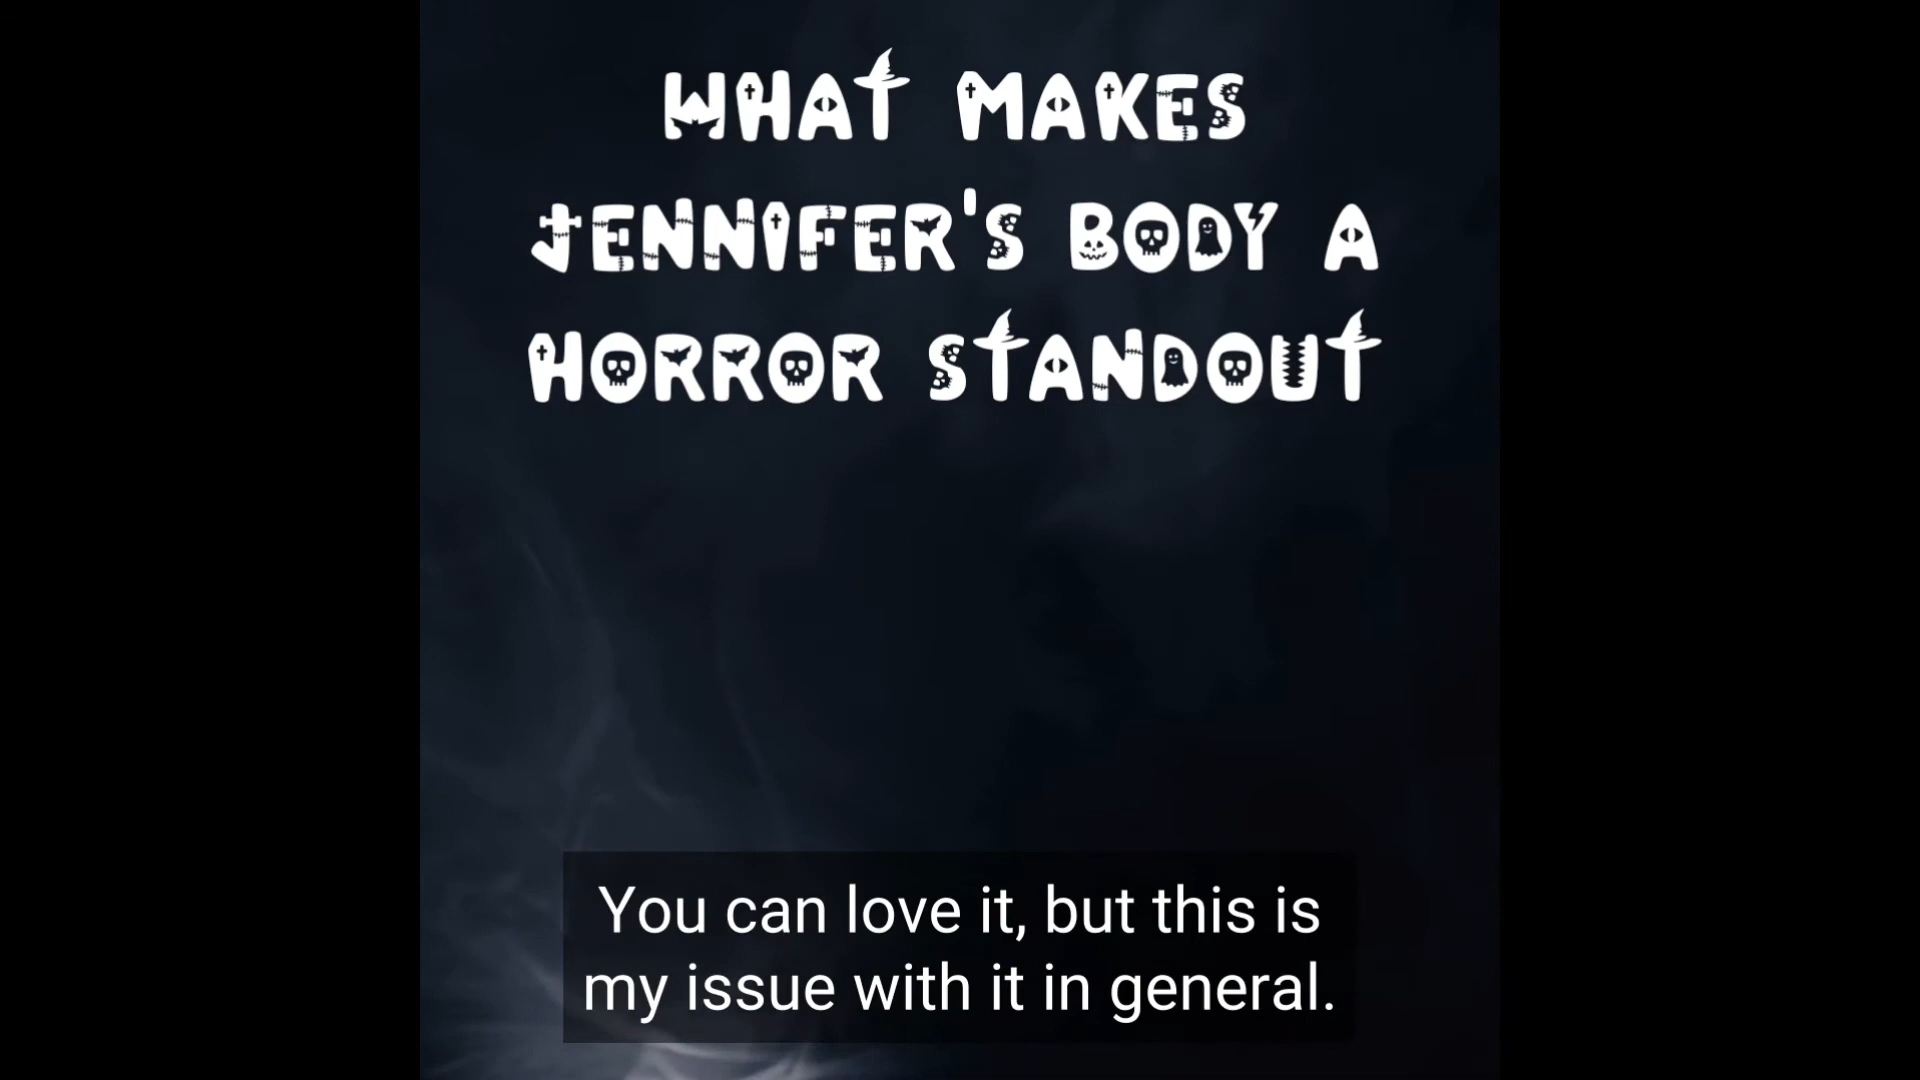 WHAT MAKES
JENNIFER'S BODY A
HORROR STANDOUT
You can love it, but this is
my issue with it in general.